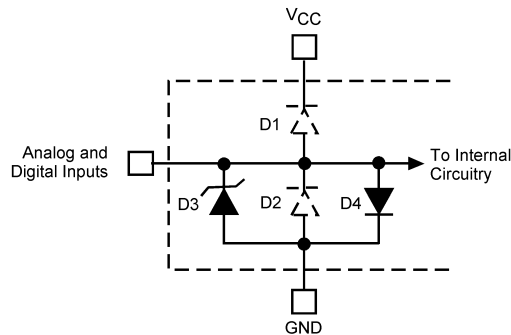 VCC
D1
Analog and
Digital Inputs
To Internal
Circuitry
D3
D2
D4
GND